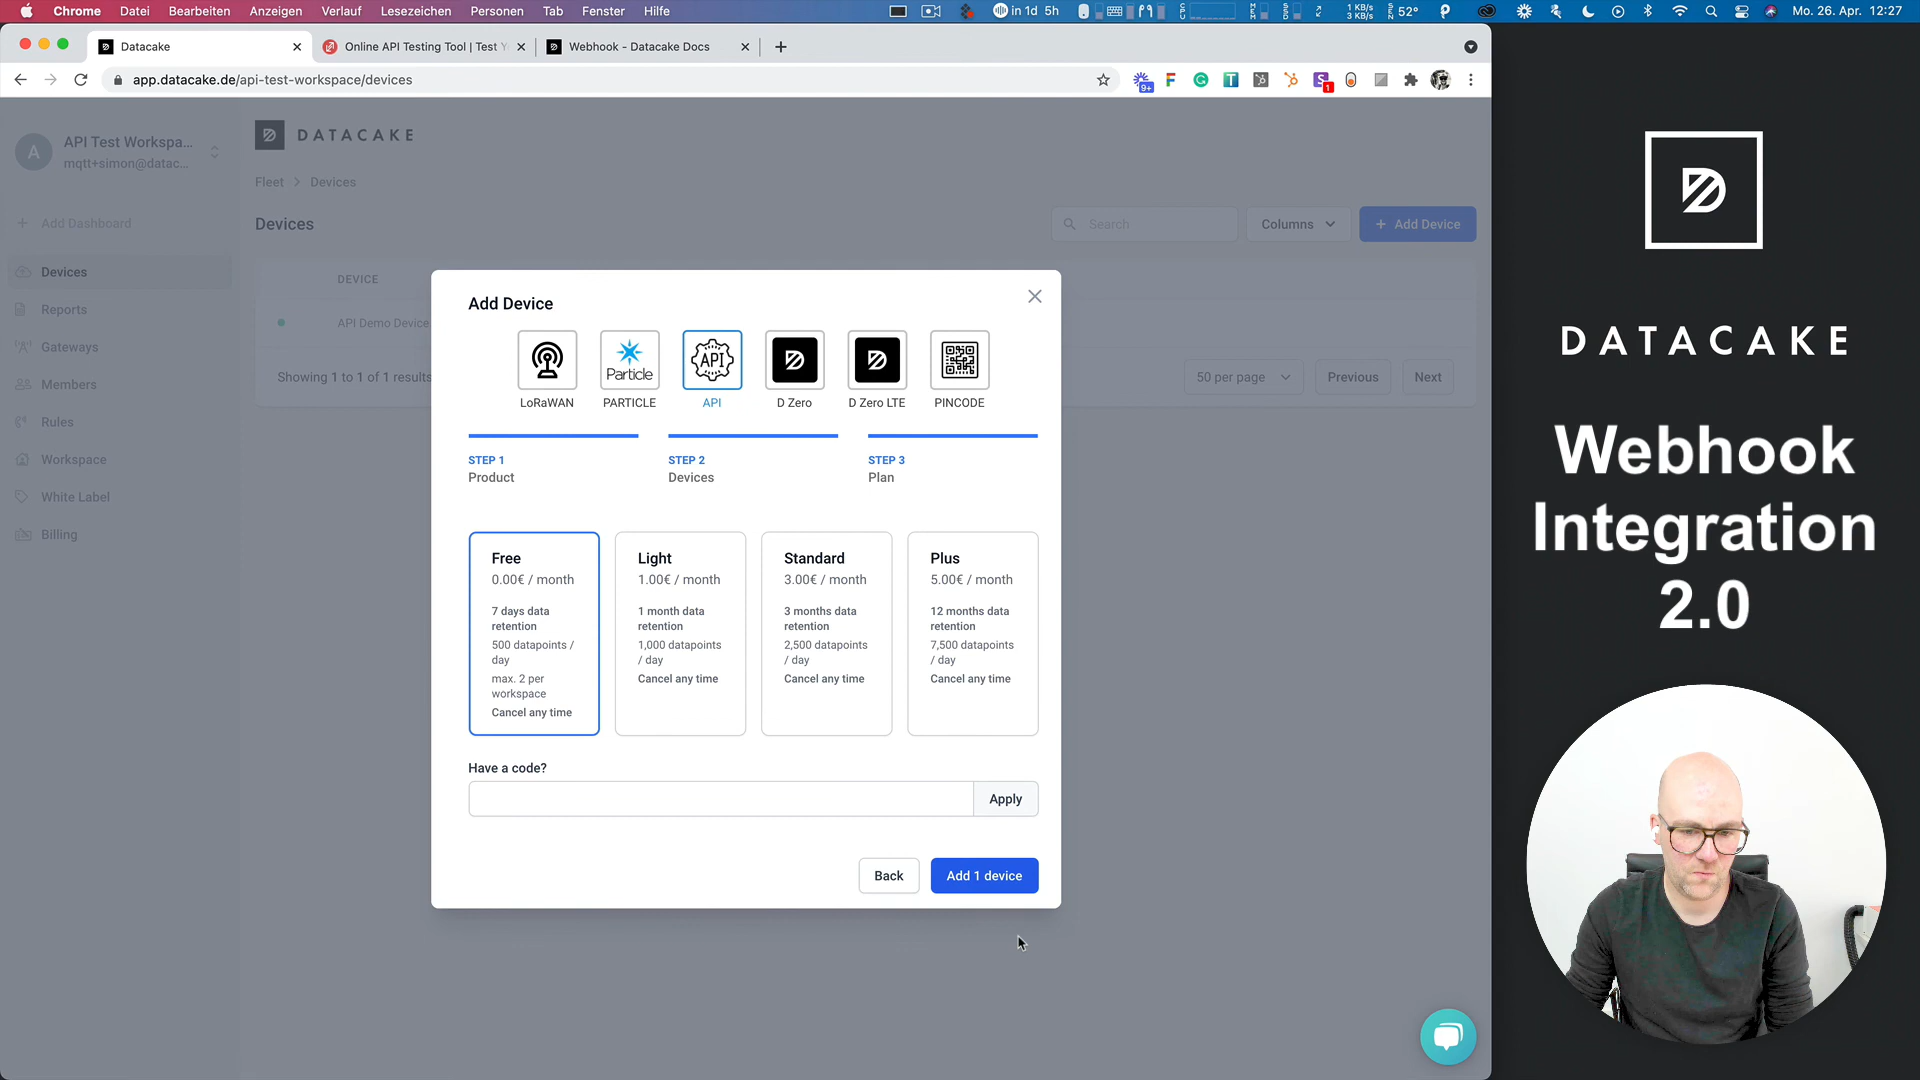 Chrome Datei Bearbeiten Anzeigen Verlauf Lesezeichen Personen Tab Fenster Hilfe
in 1d 5h
1 KB/s
3 KB/s
52°
Mo. 26. Apr. 12:27
Datacake
Online API Testing Tool | Test Y
Webhook - Datacake Docs
app.datacake.de/api-test-workspace/devices
9+
1
A
API Test Workspa...
mqtt+simon@datac...
DATACAKE
Fleet > Devices
Add Dashboard
Devices
Reports
Gateways
Members
Rules
Workspace
White Label
Billing
Devices
Search
Columns
+ Add Device
DEVICE
API Demo Device
Showing 1 to 1 of 1 results
50 per page
Previous
Next
Add Device
Particle
API
LoRaWAN
PARTICLE
API
D Zero
D Zero LTE
PINCODE
STEP 1
Product
STEP 2
Devices
STEP 3
Plan
Free
0.00€ / month
7 days data
retention
500 datapoints /
day
max. 2 per
workspace
Cancel any time
Light
1.00€ / month
1 month data
retention
1,000 datapoints
/ day
Cancel any time
Standard
3.00€ / month
3 months data
retention
2,500 datapoints
/ day
Cancel any time
Plus
5.00€ / month
12 months data
retention
7,500 datapoints
/ day
Cancel any time
Have a code?
Apply
Back
Add 1 device
DATACAKE
Webhook
Integration
2.0